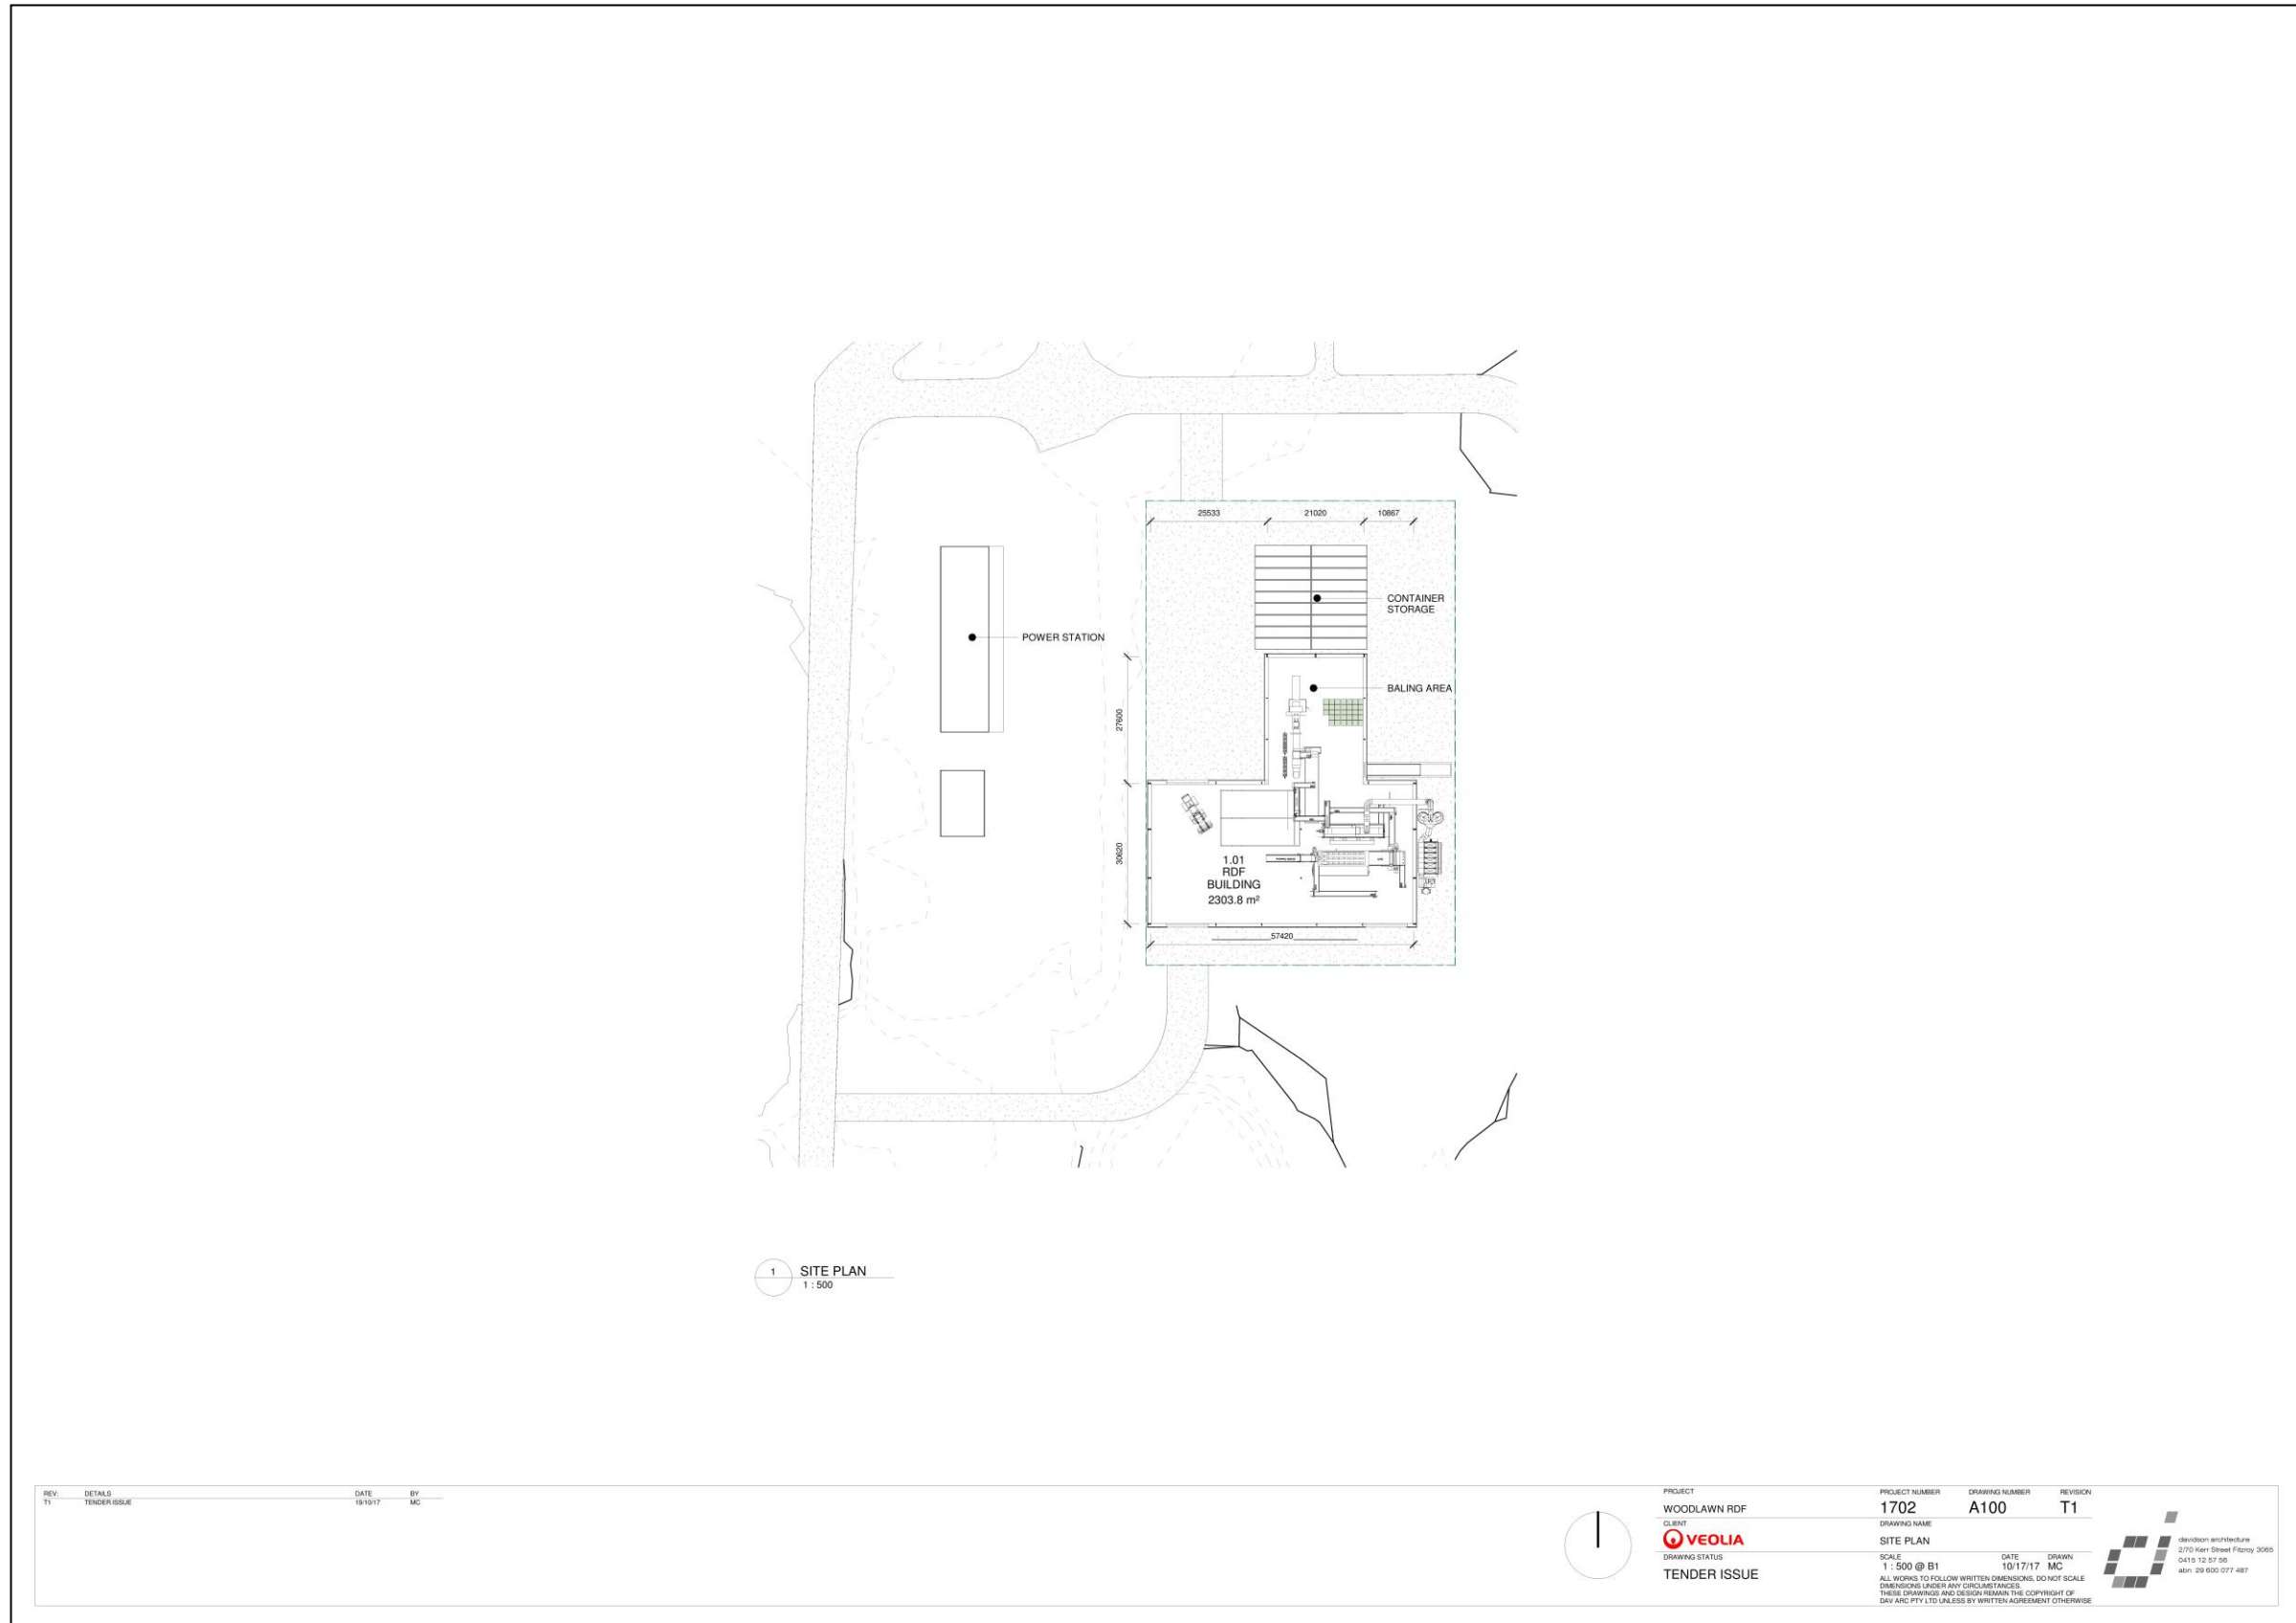 25533
21020
10867
CONTAINER
STORAGE
POWER STATION
BALING AREA
27600
30620
1.01
RDF
BUILDING
2303.8 m²
57420
1
SITE PLAN
1 : 500
REV:
DETAILS
DATE
BY
T1
TENDER ISSUE
19/10/17
MC
PROJECT
WOODLAWN RDF
CLIENT
VEOLIA
DRAWING STATUS
TENDER ISSUE
PROJECT NUMBER
DRAWING NUMBER
REVISION
1702
A100
T1
DRAWING NAME
SITE PLAN
SCALE
DATE
DRAWN
1 : 500 @ B1
10/17/17
MC
ALL WORKS TO FOLLOW WRITTEN DIMENSIONS, DO NOT SCALE
DIMENSIONS UNDER ANY CIRCUMSTANCES.
THESE DRAWINGS AND DESIGN REMAIN THE COPYRIGHT OF
DAV ARC PTY LTD UNLESS BY WRITTEN AGREEMENT OTHERWISE
davidson architecture
2/70 Kerr Street Fitzroy 3065
0415 12 57 56
abn 29 600 077 487